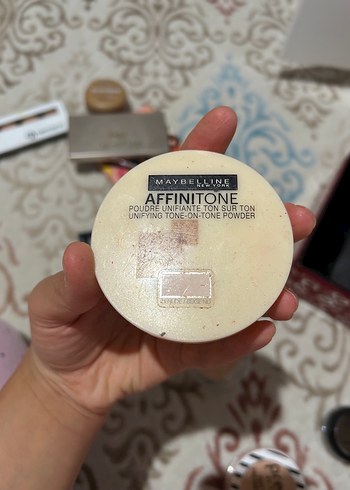 MAYBELLINE
NEW YORK
AFFINITONE
POUDRE UNIFIANTE TON SUR TON
UNIFYING TONE-ON-TONE POWDER